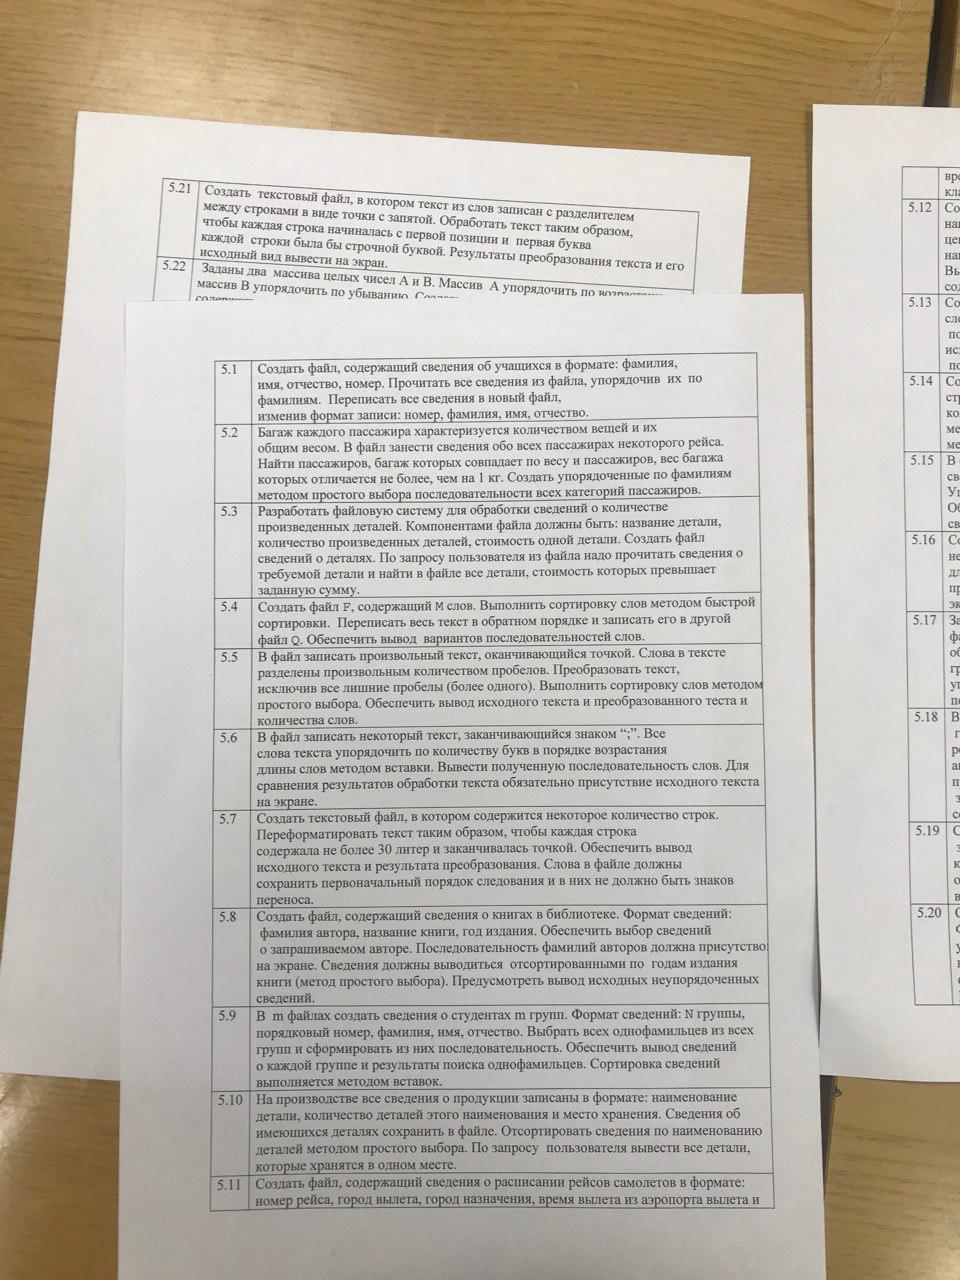 5.21 Создать текстовый файл, в котором текст из слов записан с разделителем
между строками в виде точки с запятой. Обработать текст таким образом,
чтобы каждая строка начиналась с первой позиции и первая буква
каждой строки была бы строчной буквой. Результаты преобразования текста и его
исходный вид вывести на экран.
5.22 Заданы два массива целых чисел А и В. Массив А упорядочить по
массив В упорядочить по убыванию.
5.1 Создать файл, содержащий сведения об учащихся в формате: фамилия,
имя, отчество, номер. Прочитать все сведения из файла, упорядочив их по
фамилиям. Переписать все сведения в новый файл,
изменив формат записи: номер, фамилия, имя, отчество.
5.2 Багаж каждого пассажира характеризуется количеством вещей и их
общим весом. В файл занести сведения обо всех пассажирах некоторого рейса.
Найти пассажиров, багаж которых совпадает по весу и пассажиров, вес багажа
которых отличается не более, чем на 1 кг. Создать упорядоченные по фамилиям
методом простого выбора последовательности всех категорий пассажиров.
5.3 Разработать файловую систему для обработки сведений о количестве
произведенных деталей. Компонентами файла должны быть: название детали,
количество произведенных деталей, стоимость одной детали. Создать файл
сведений о деталях. По запросу пользователя из файла надо прочитать сведения о
требуемой детали и найти в файле все детали, стоимость которых превышает
заданную сумму.
5.4 Создать файл F, содержащий M слов. Выполнить сортировку слов методом быстрой
сортировки. Переписать весь текст в обратном порядке и записать его в другой
файл Q. Обеспечить вывод вариантов последовательностей слов.
5.5 В файл записать произвольный текст, оканчивающийся точкой. Слова в тексте
разделены произвольным количеством пробелов. Преобразовать текст,
исключив все лишние пробелы (более одного). Выполнить сортировку слов методом
простого выбора. Обеспечить вывод исходного текста и преобразованного теста и
количества слов.
5.6 В файл записать некоторый текст, заканчивающийся знаком “;”. Все
слова текста упорядочить по количеству букв в порядке возрастания
длины слов методом вставки. Вывести полученную последовательность слов. Для
сравнения результатов обработки текста обязательно присутствие исходного текста
на экране.
5.7 Создать текстовый файл, в котором содержится некоторое количество строк.
Переформатировать текст таким образом, чтобы каждая строка
содержала не более 30 литер и заканчивалась точкой. Обеспечить вывод
исходного текста и результата преобразования. Слова в файле должны
сохранить первоначальный порядок следования и в них не должно быть знаков
переноса.
5.8 Создать файл, содержащий сведения о книгах в библиотеке. Формат сведений:
фамилия автора, название книги, год издания. Обеспечить выбор сведений
о запрашиваемом авторе. Последовательность фамилий авторов должна присутство
на экране. Сведения должны выводиться отсортированными по годам издания
книги (метод простого выбора). Предусмотреть вывод исходных неупорядоченных
сведений.
5.9 В m файлах создать сведения о студентах m групп. Формат сведений: N группы,
порядковый номер, фамилия, имя, отчество. Выбрать всех однофамильцев из всех
групп и сформировать из них последовательность. Обеспечить вывод сведений
о каждой группе и результаты поиска однофамильцев. Сортировка сведений
выполняется методом вставок.
5.10 На производстве все сведения о продукции записаны в формате: наименование
детали, количество деталей этого наименования и место хранения. Сведения об
имеющихся деталях сохранить в файле. Отсортировать сведения по наименованию
деталей методом простого выбора. По запросу пользователя вывести все детали,
которые хранятся в одном месте.
5.11 Создать файл, содержащий сведения о расписании рейсов самолетов в формате:
номер рейса, город вылета, город назначения, время вылета из аэропорта вылета и
5.12
5.13
5.14
5.15 В
5.16
5.17
5.18
5.19
5.20